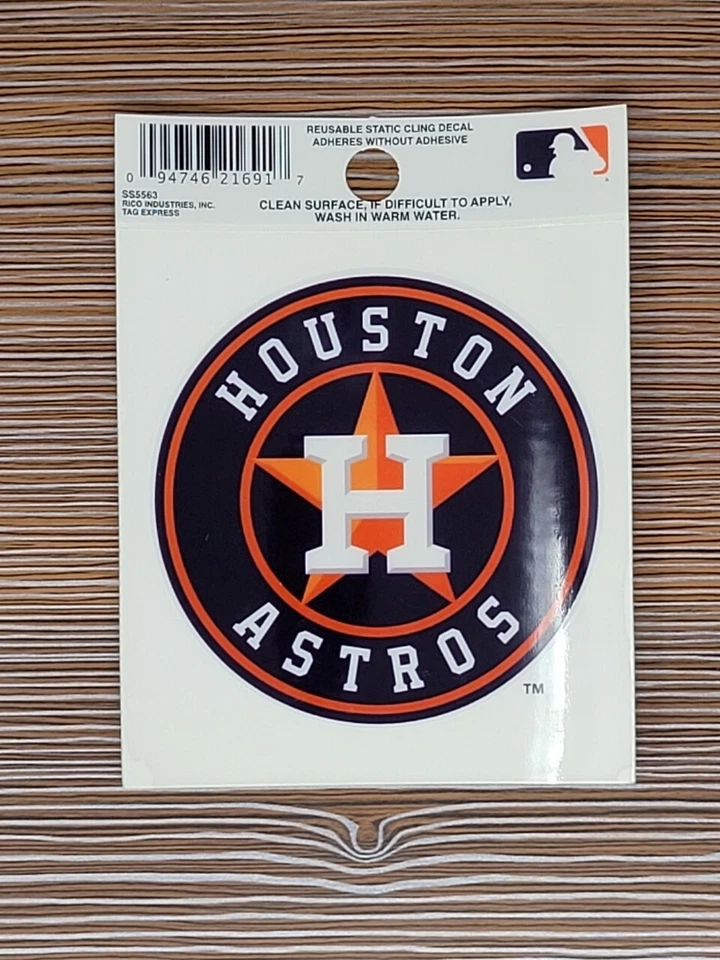 0 94746 21691 7
SS5563
RICO INDUSTRIES, INC.
TAG EXPRESS
REUSABLE STATIC CLING DECAL
ADHERES WITHOUT ADHESIVE
CLEAN SURFACE, IF DIFFICULT TO APPLY,
WASH IN WARM WATER.
HOUSTON
H
ASTROS
TM